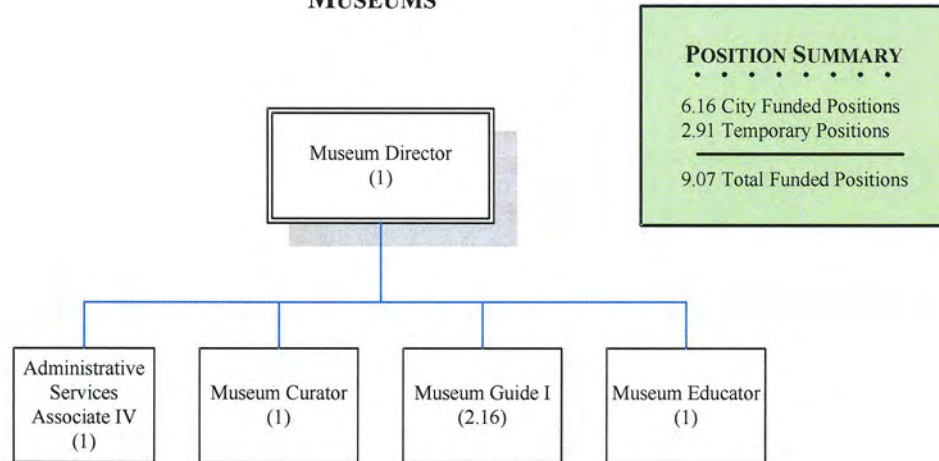 MUSEUMS
POSITION SUMMARY
6.16 City Funded Positions
2.91 Temporary Positions
9.07 Total Funded Positions
Museum Director
(1)
Administrative
Services
Associate IV
(1)
Museum Curator
(1)
Museum Guide I
(2.16)
Museum Educator
(1)